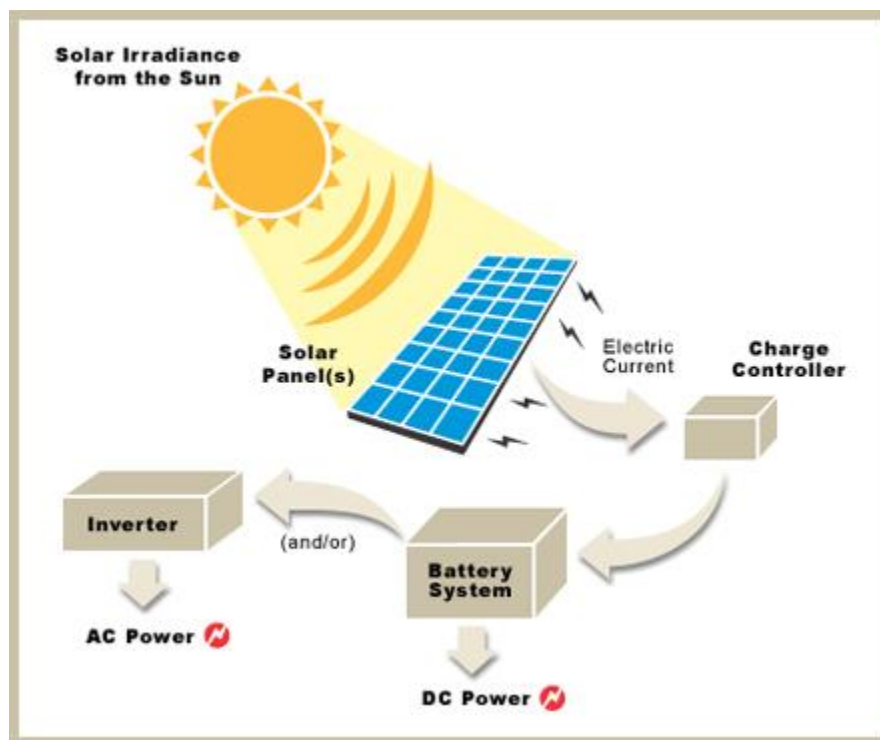 Solar Irradiance
from the Sun
Solar
Panel(s)
Electric
Current
Charge
Controller
Inverter
(and/or)
Battery
System
AC Power
DC Power